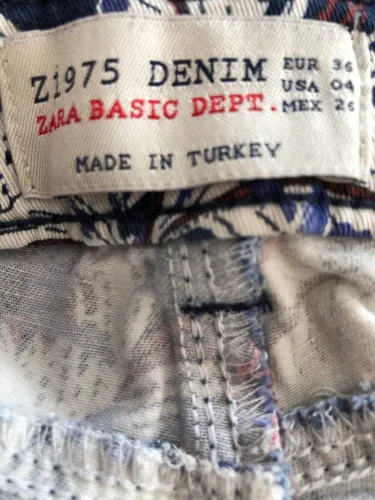 Z1975 DENIM
ZARA BASIC DEPT.
EUR 36
USA 04
MEX 26
MADE IN TURKEY